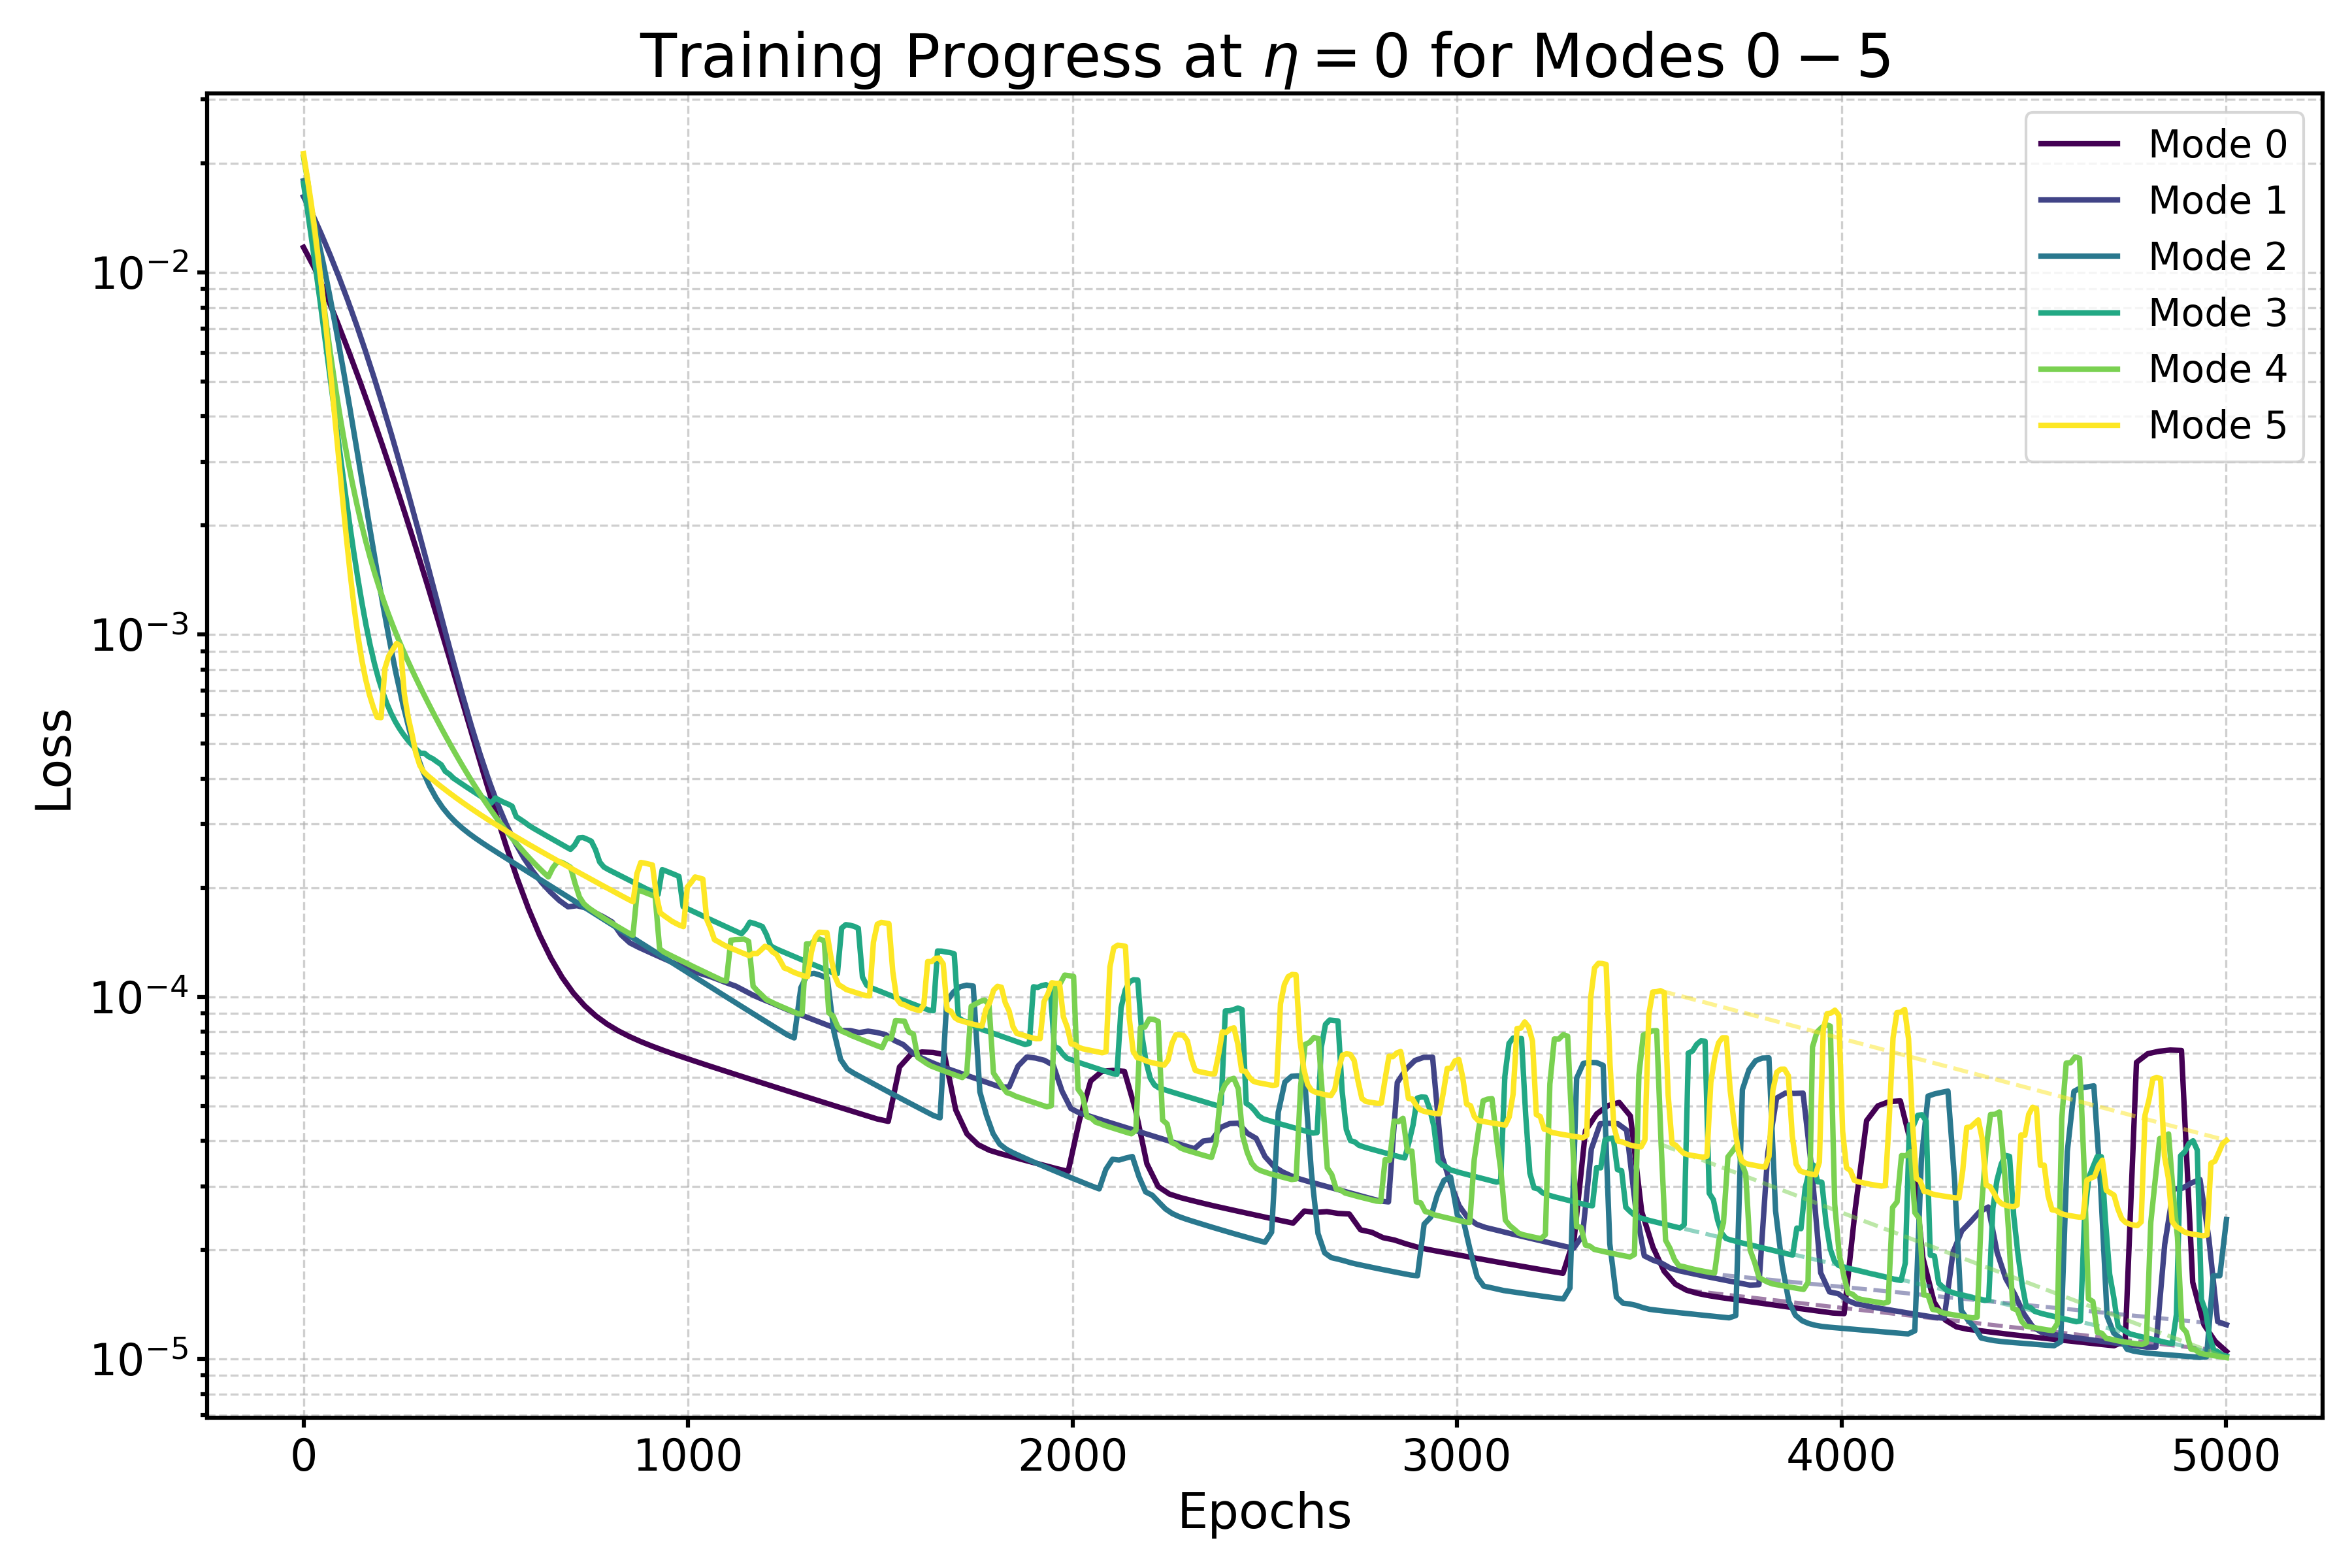 Training Progress at η = 0 for Modes 0 − 5
Loss
10⁻²
10⁻³
10⁻⁴
10⁻⁵
0 1000 2000 3000 4000 5000
Epochs
Mode 0
Mode 1
Mode 2
Mode 3
Mode 4
Mode 5